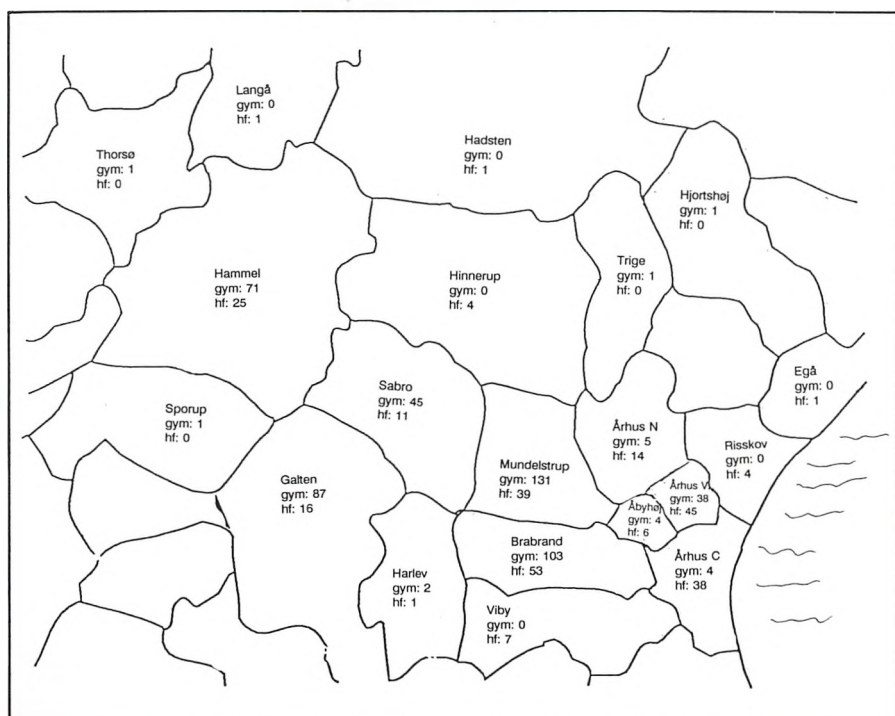 Langå
gym: 0
hf: 1
Thorsø
gym: 1
hf: 0
Hadsten
gym: 0
hf: 1
Hjortshøj
gym: 1
hf: 0
Hammel
gym: 71
hf: 25
Hinnerup
gym: 0
hf: 4
Trige
gym: 1
hf: 0
Egå
gym: 0
hf: 1
Sabro
gym: 45
hf: 11
Sporup
gym: 1
hf: 0
Århus N
gym: 5
hf: 14
Risskov
gym: 0
hf: 4
Mundelstrup
gym: 131
hf: 39
Galten
gym: 87
hf: 16
Århus V
gym: 38
hf: 45
Åbyhøj
gym: 4
hf: 6
Brabrand
gym: 103
hf: 53
Århus C
gym: 4
hf: 38
Harlev
gym: 2
hf: 1
Viby
gym: 0
hf: 7